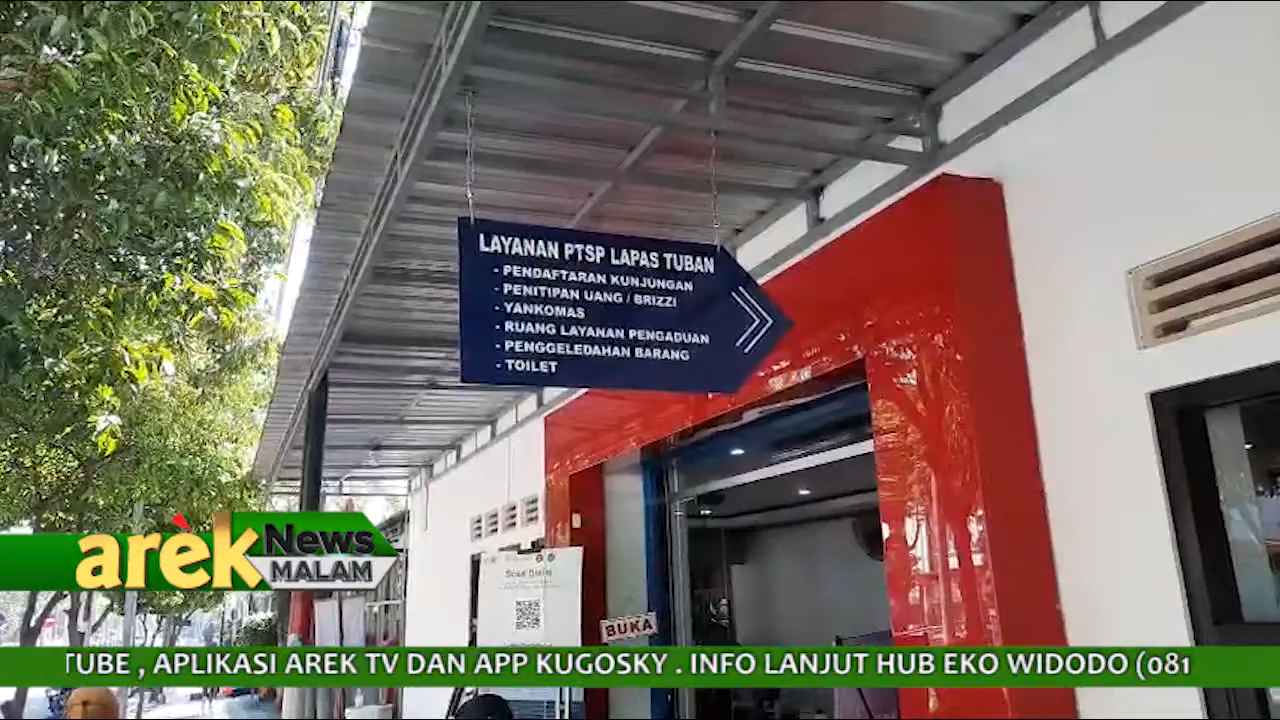 LAYANAN PTSP LAPAS TUBAN
- PENDAFTARAN KUNJUNGAN
- PENITIPAN UANG / BRIZZI
- YANKOMAS
- RUANG LAYANAN PENGADUAN
- PENGGELEDAHAN BARANG
- TOILET
arèk News
MALAM
BUKA
TUBE , APLIKASI AREK TV DAN APP KUGOSKY . INFO LANJUT HUB EKO WIDODO (081